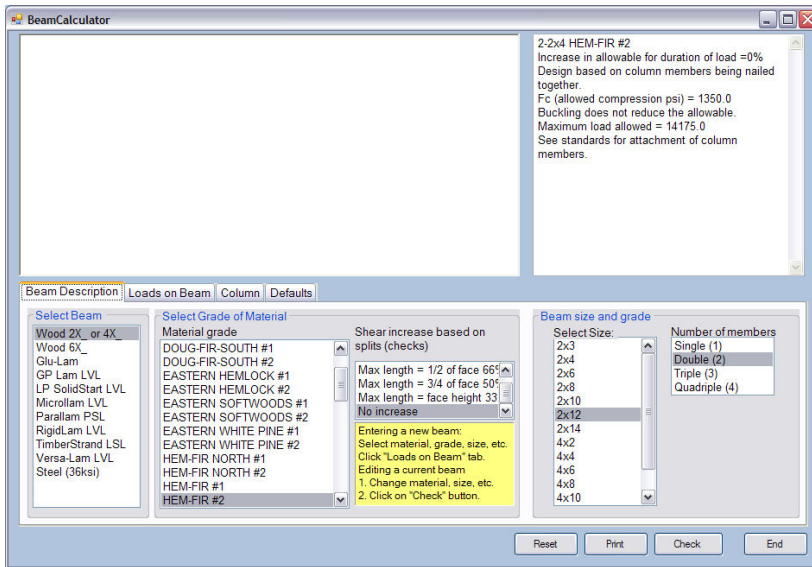 BeamCalculator
2-2x4 HEM-FIR #2
Increase in allowable for duration of load =0%
Design based on column members being nailed
together.
Fc (allowed compression psi) = 1350.0
Buckling does not reduce the allowable.
Maximum load allowed = 14175.0
See standards for attachment of column
members.
Beam Description
Loads on Beam
Column
Defaults
Select Beam
Wood 2X_ or 4X_
Wood 6X_
Glu-Lam
GP Lam LVL
LP SolidStart LVL
Microllam LVL
Parallam PSL
RigidLam LVL
TimberStrand LSL
Versa-Lam LVL
Steel (36ksi)
Select Grade of Material
Material grade
DOUG-FIR-SOUTH #1
DOUG-FIR-SOUTH #2
EASTERN HEMLOCK #1
EASTERN HEMLOCK #2
EASTERN SOFTWOODS #1
EASTERN SOFTWOODS #2
EASTERN WHITE PINE #1
EASTERN WHITE PINE #2
HEM-FIR NORTH #1
HEM-FIR NORTH #2
HEM-FIR #1
HEM-FIR #2
Shear increase based on
splits (checks)
Max length = 1/2 of face 66%
Max length = 3/4 of face 50%
Max length = face height 33
No increase
Entering a new beam:
Select material, grade, size, etc.
Click "Loads on Beam" tab.
Editing a current beam
1. Change material, size, etc.
2. Click on "Check" button.
Beam size and grade
Select Size:
2x3
2x4
2x6
2x8
2x10
2x12
2x14
4x2
4x4
4x6
4x8
4x10
Number of members
Single (1)
Double (2)
Triple (3)
Quadriple (4)
Reset
Print
Check
End